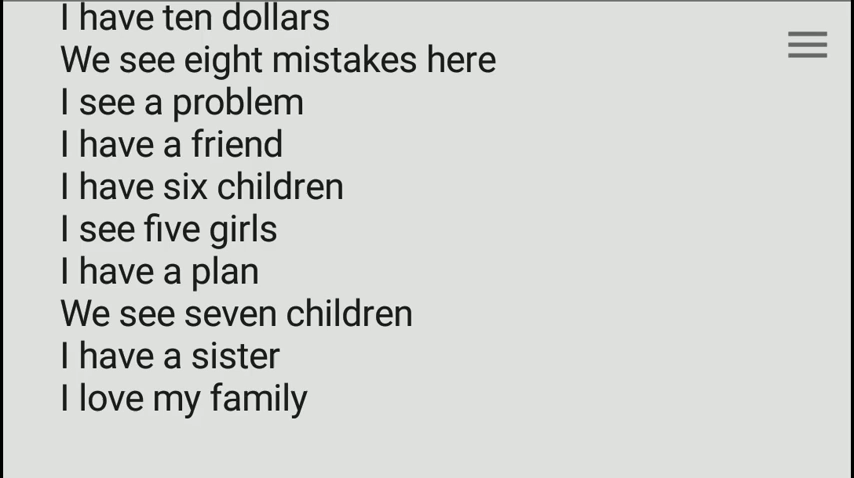 I have ten dollars
We see eight mistakes here
I see a problem
I have a friend
I have six children
I see five girls
I have a plan
We see seven children
I have a sister
I love my family